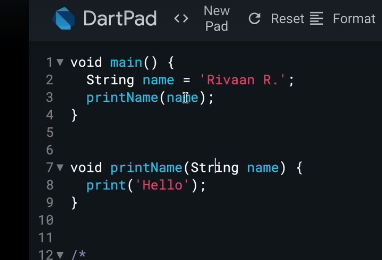 DartPad <> New Pad Reset Format
1 void main() {
2 String name = 'Rivaan R.';
3 printName(name);
4 }
5
6
7 void printName(String name) {
8 print('Hello');
9 }
10
11
12 /*